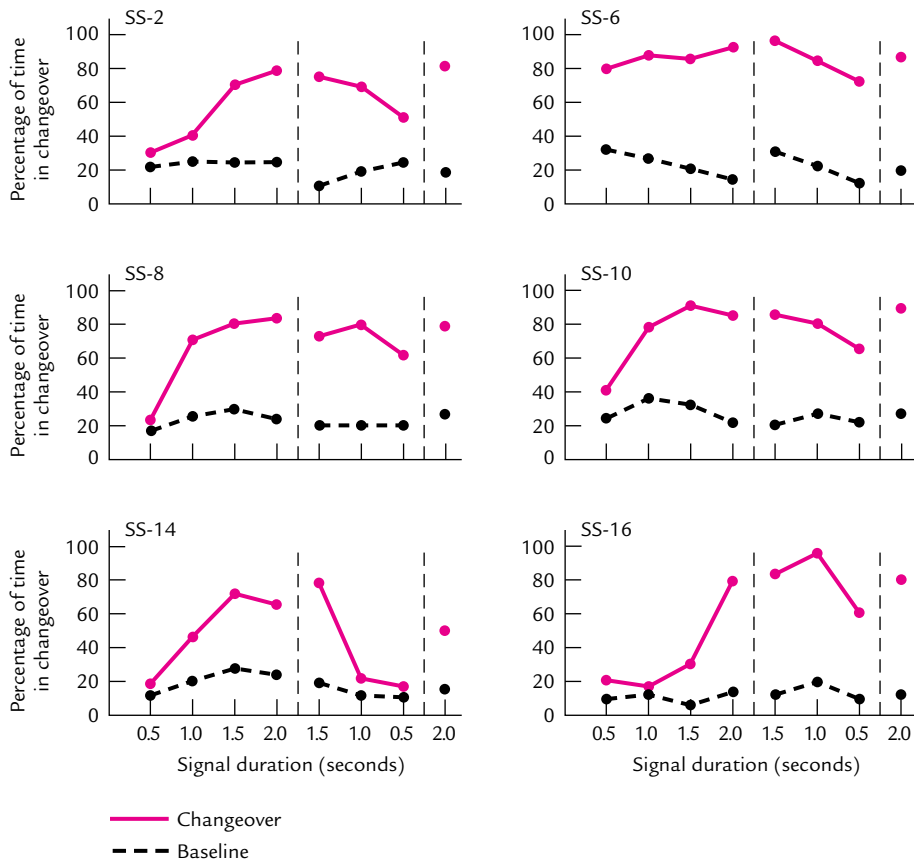 SS-2
100
80
60
40
20
0
Percentage of time
in changeover
SS-6
100
80
60
40
20
0
SS-8
100
80
60
40
20
0
Percentage of time
in changeover
SS-10
100
80
60
40
20
0
SS-14
100
80
60
40
20
0
Percentage of time
in changeover
0.5 1.0 1.5 2.0 1.5 1.0 0.5 2.0
Signal duration (seconds)
SS-16
100
80
60
40
20
0
0.5 1.0 1.5 2.0 1.5 1.0 0.5 2.0
Signal duration (seconds)
Changeover
Baseline